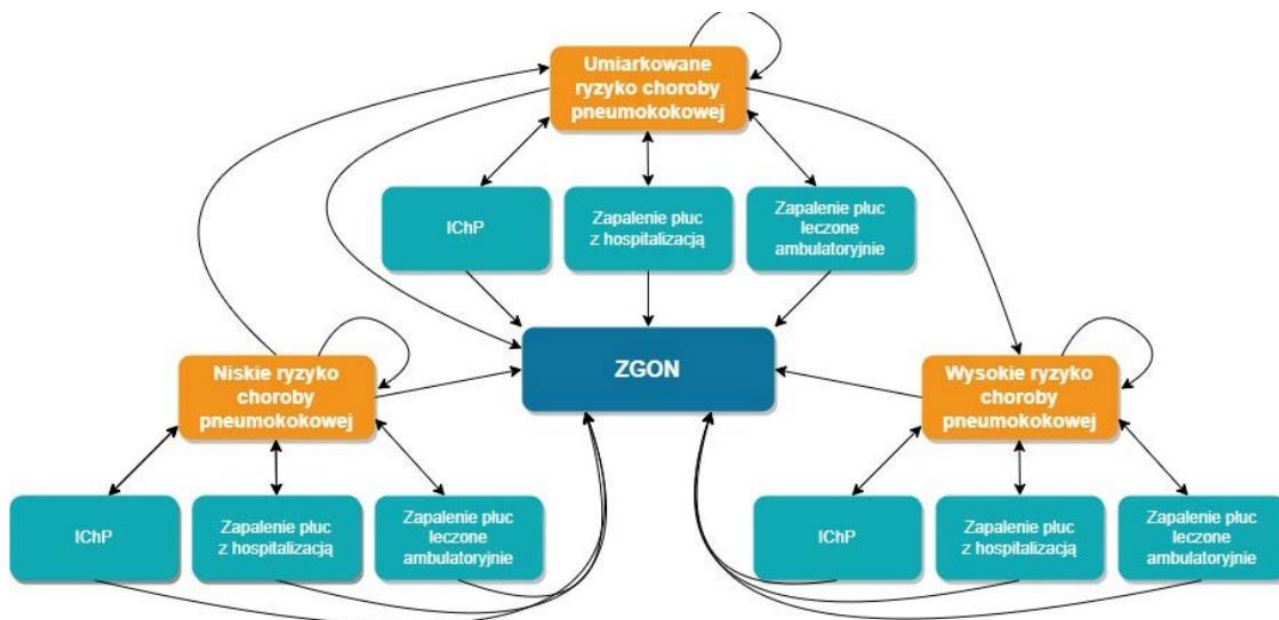 Umiarkowane
ryzyko choroby
pneumokokowej
IChP
Zapalenie płuc
z hospitalizacją
Zapalenie płuc
leczone
ambulatoryjnie
ZGON
Niskie ryzyko
choroby
pneumokokowej
Wysokie ryzyko
choroby
pneumokokowej
IChP
Zapalenie płuc
z hospitalizacją
Zapalenie płuc
leczone
ambulatoryjnie
IChP
Zapalenie płuc
z hospitalizacją
Zapalenie płuc
leczone
ambulatoryjnie